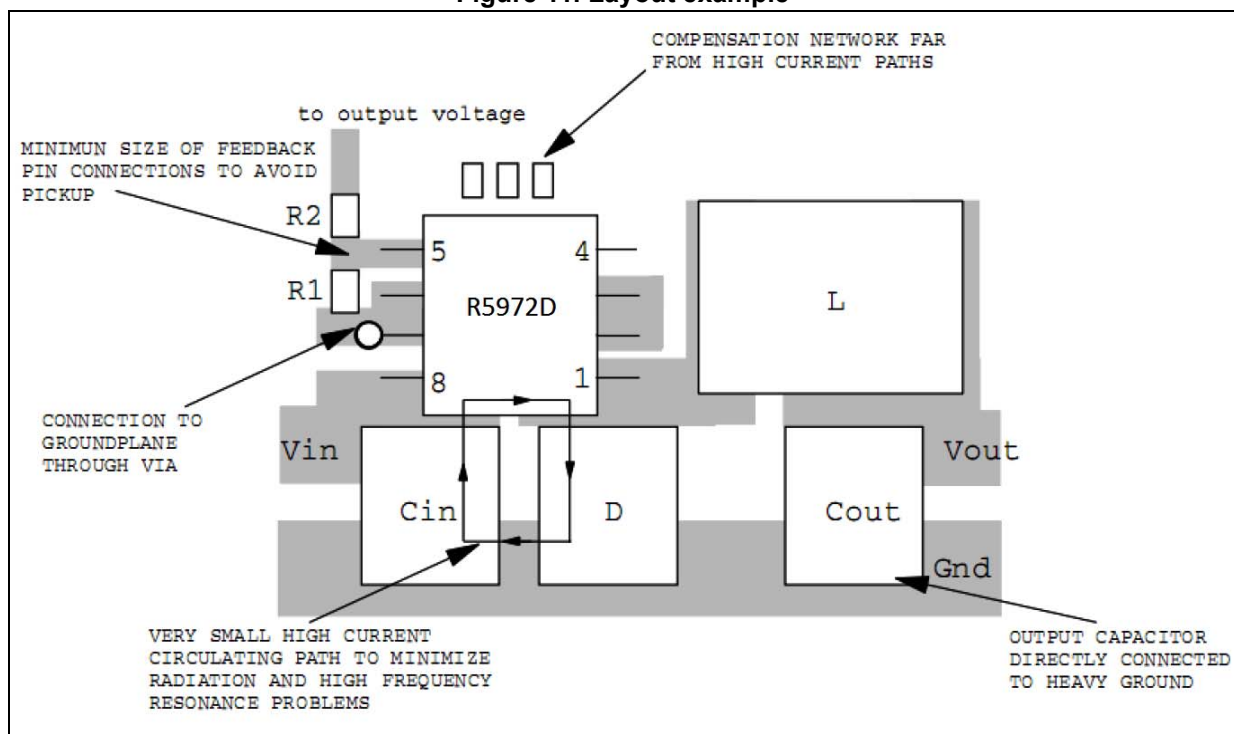 Figure 11. Layout example
COMPENSATION NETWORK FAR
FROM HIGH CURRENT PATHS
to output voltage
MINIMUN SIZE OF FEEDBACK
PIN CONNECTIONS TO AVOID
PICKUP
R2
5
4
R1
R5972D
L
8
1
CONNECTION TO
GROUNDPLANE
THROUGH VIA
Vin
Vout
Cin
D
Cout
Gnd
VERY SMALL HIGH CURRENT
CIRCULATING PATH TO MINIMIZE
RADIATION AND HIGH FREQUENCY
RESONANCE PROBLEMS
OUTPUT CAPACITOR
DIRECTLY CONNECTED
TO HEAVY GROUND